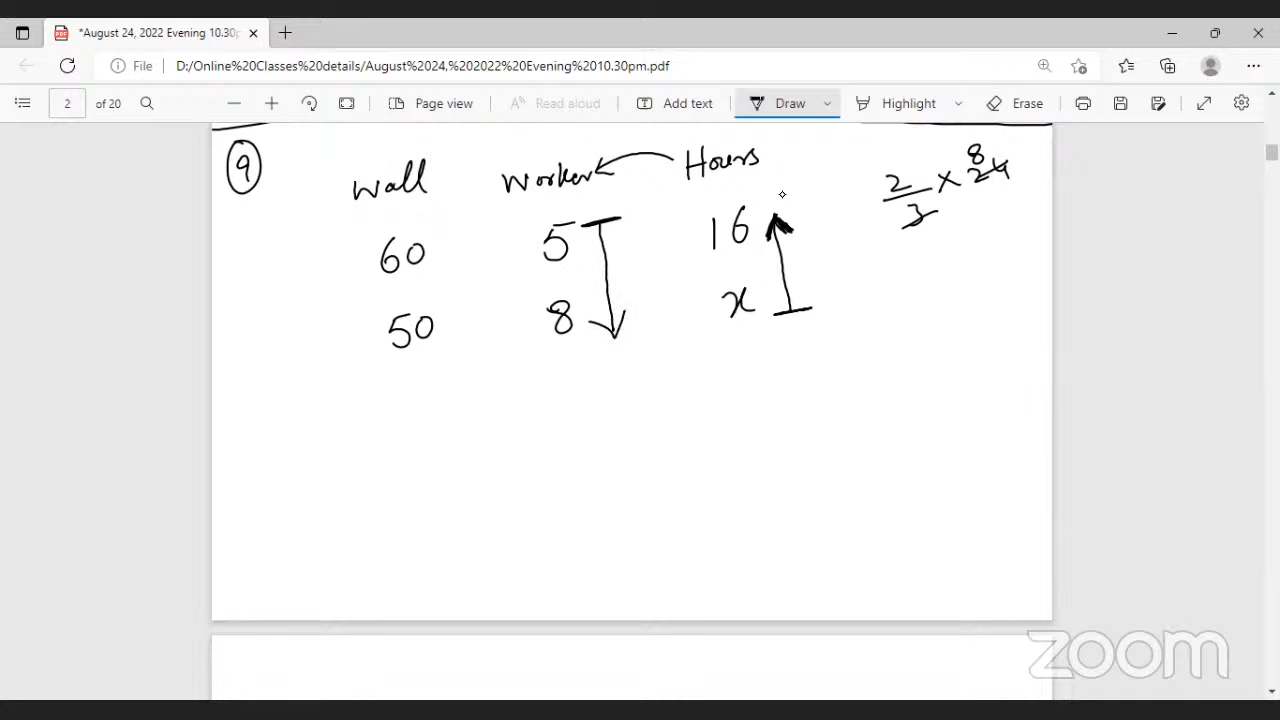 *August 24, 2022 Evening 10.30p
File D:/Online%20Classes%20details/August%2024,%202022%20Evening%2010.30pm.pdf
2 of 20 Page view Read aloud Add text Draw Highlight Erase
9 Wall Worker Hours 2/3 × 24 8
60 5 16
50 8 x
zoom